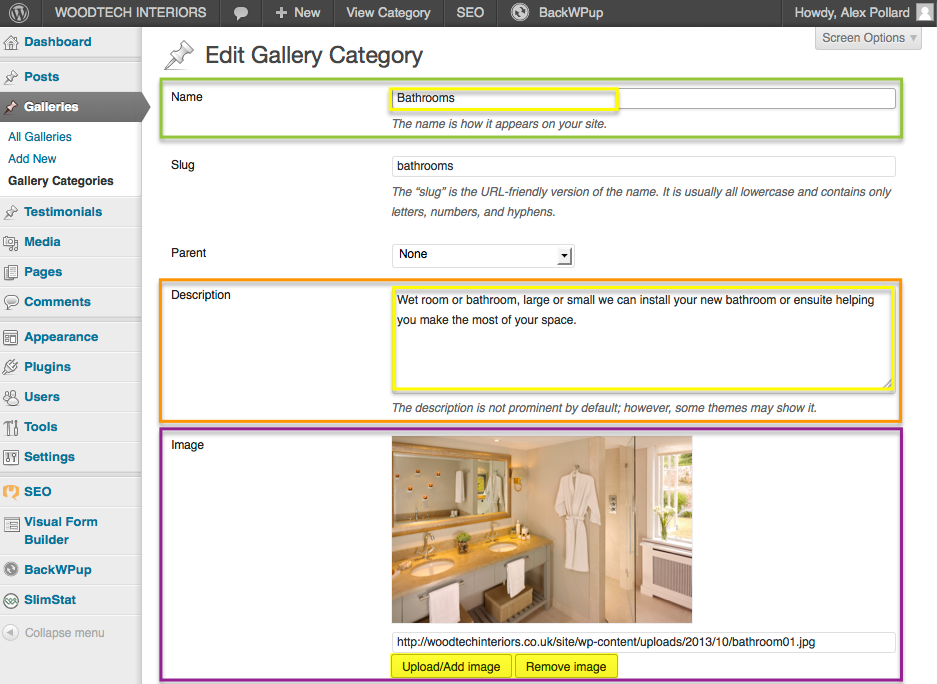 WOODTECH INTERIORS New View Category SEO BackWPup Howdy, Alex Pollard
Screen Options
Dashboard
Posts
Galleries
All Galleries
Add New
Gallery Categories
Testimonials
Media
Pages
Comments
Appearance
Plugins
Users
Tools
Settings
SEO
Visual Form
Builder
BackWPup
SlimStat
Collapse menu
Edit Gallery Category
Name
Bathrooms
The name is how it appears on your site.
Slug
bathrooms
The “slug” is the URL-friendly version of the name. It is usually all lowercase and contains only
letters, numbers, and hyphens.
Parent
None
Description
Wet room or bathroom, large or small we can install your new bathroom or ensuite helping
you make the most of your space.
The description is not prominent by default; however, some themes may show it.
Image
http://woodtechinteriors.co.uk/site/wp-content/uploads/2013/10/bathroom01.jpg
Upload/Add image Remove image